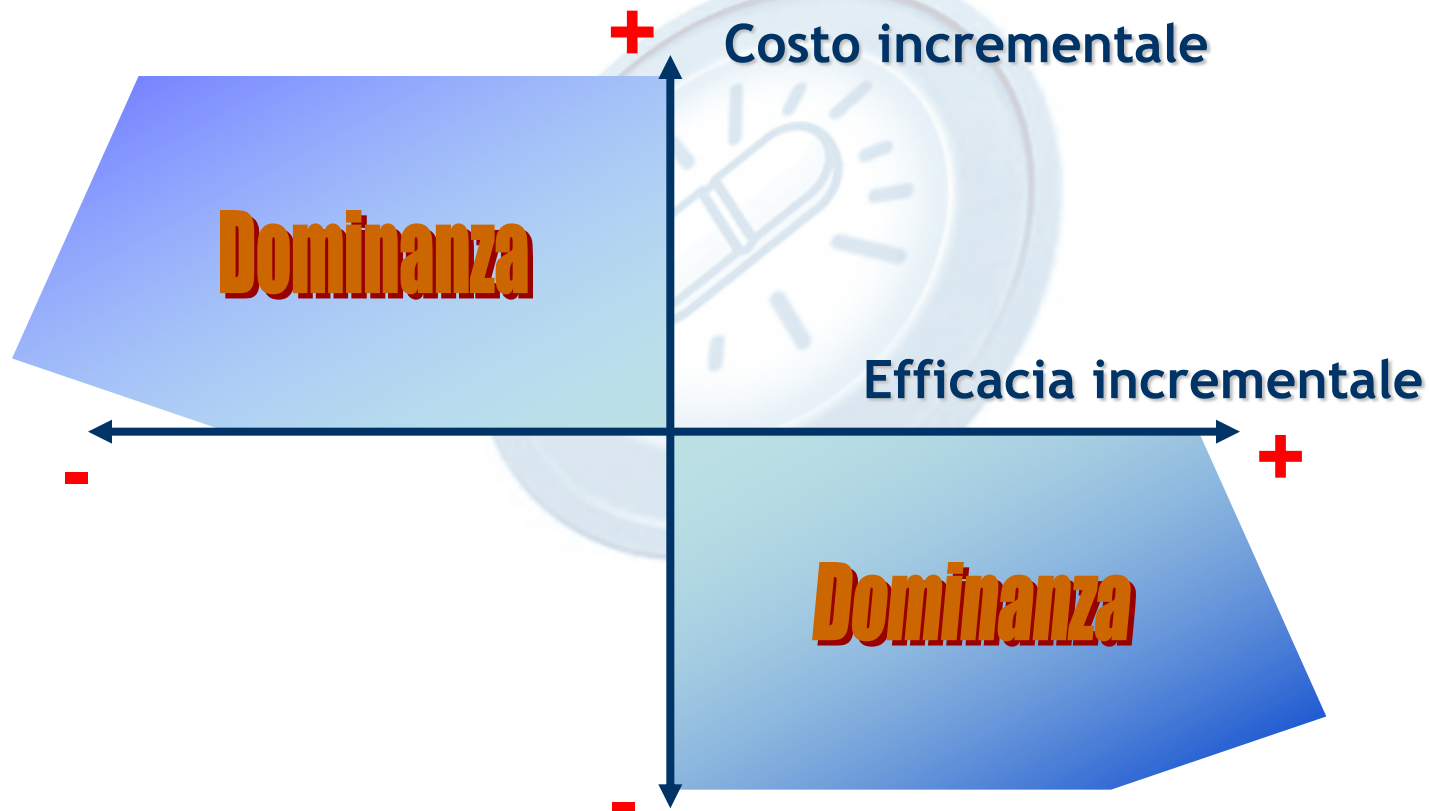 +
Costo incrementale
Dominanza
Efficacia incrementale
-
+
Dominanza
-